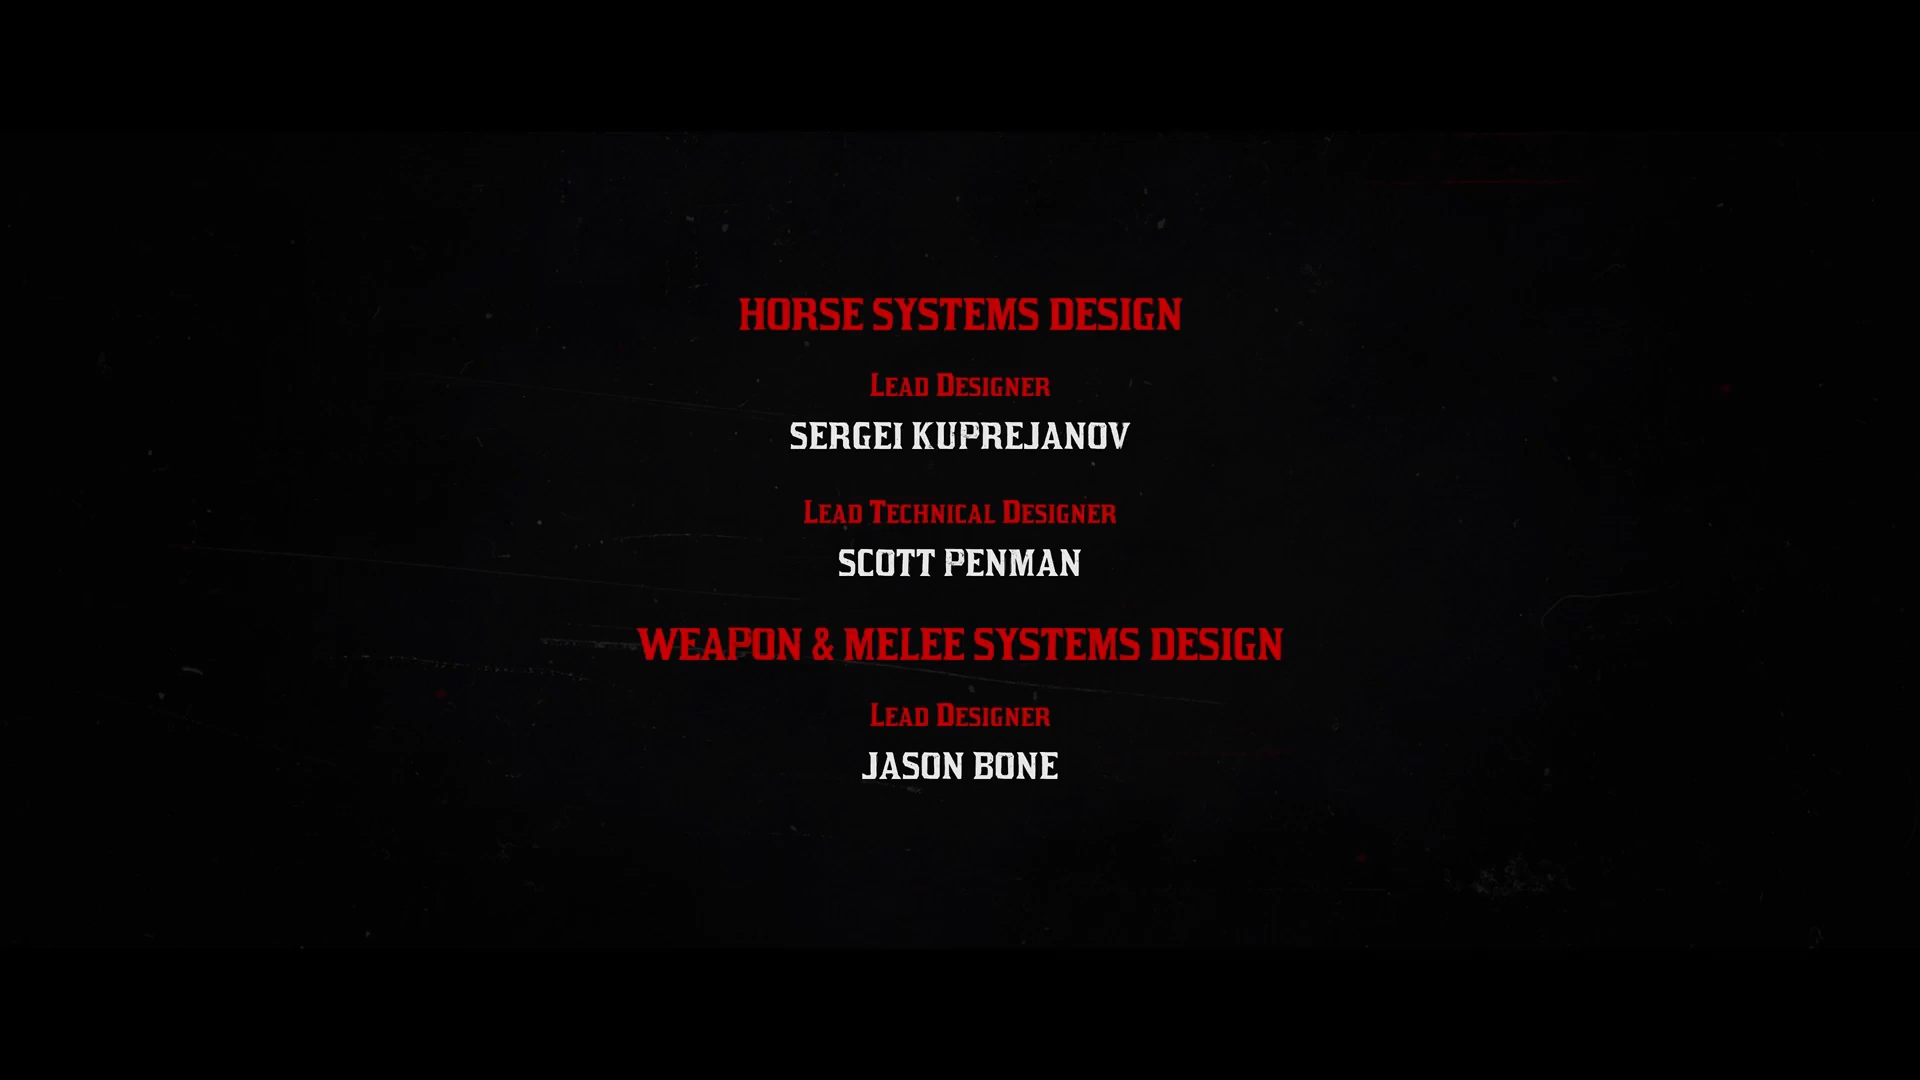 HORSE SYSTEMS DESIGN
LEAD DESIGNER
SERGEI KUPREJANOV
LEAD TECHNICAL DESIGNER
SCOTT PENMAN
WEAPON & MELEE SYSTEMS DESIGN
LEAD DESIGNER
JASON BONE